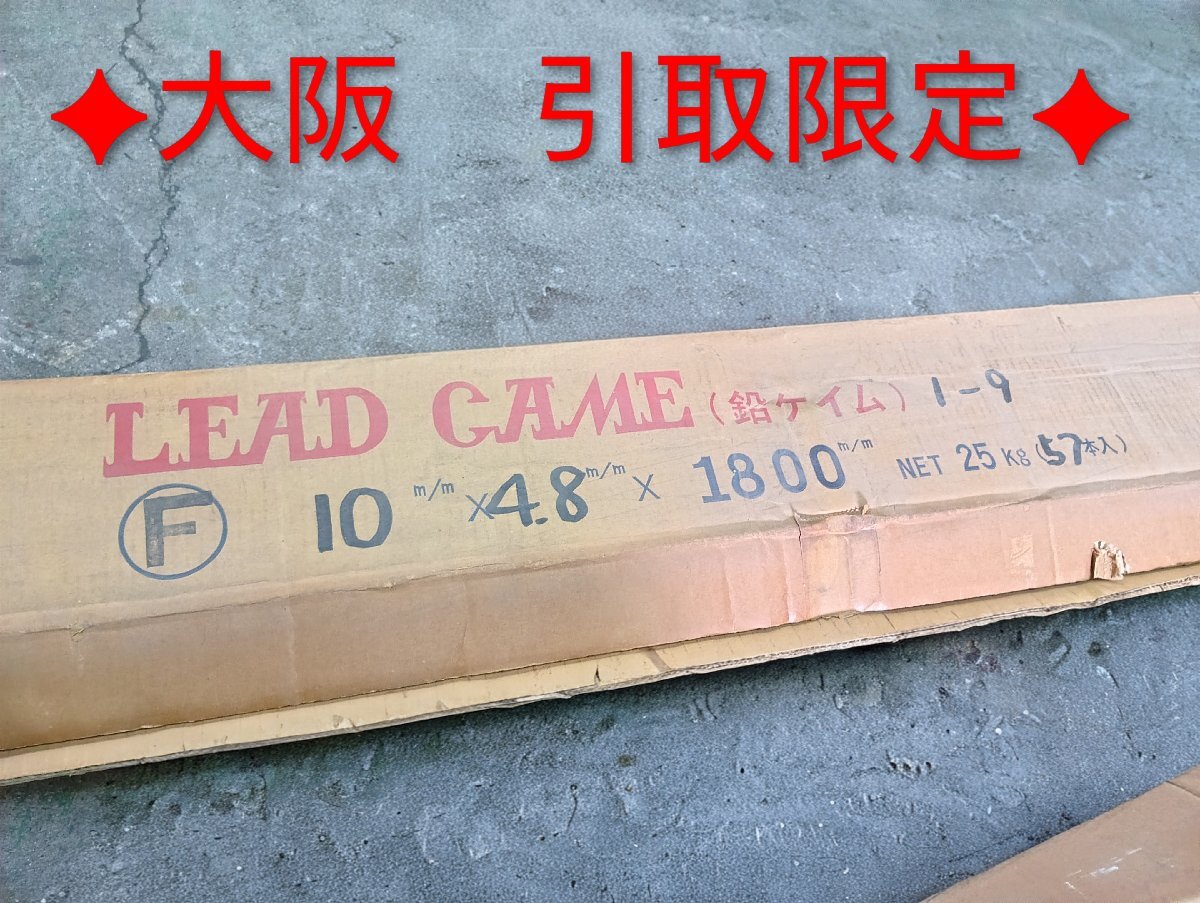 ✦大阪　引取限定✦
LEAD CAME (鉛ケイム) 1-9
F 10 m/m x 4.8 m/m x 1800 m/m NET 25 Kg (57本入)